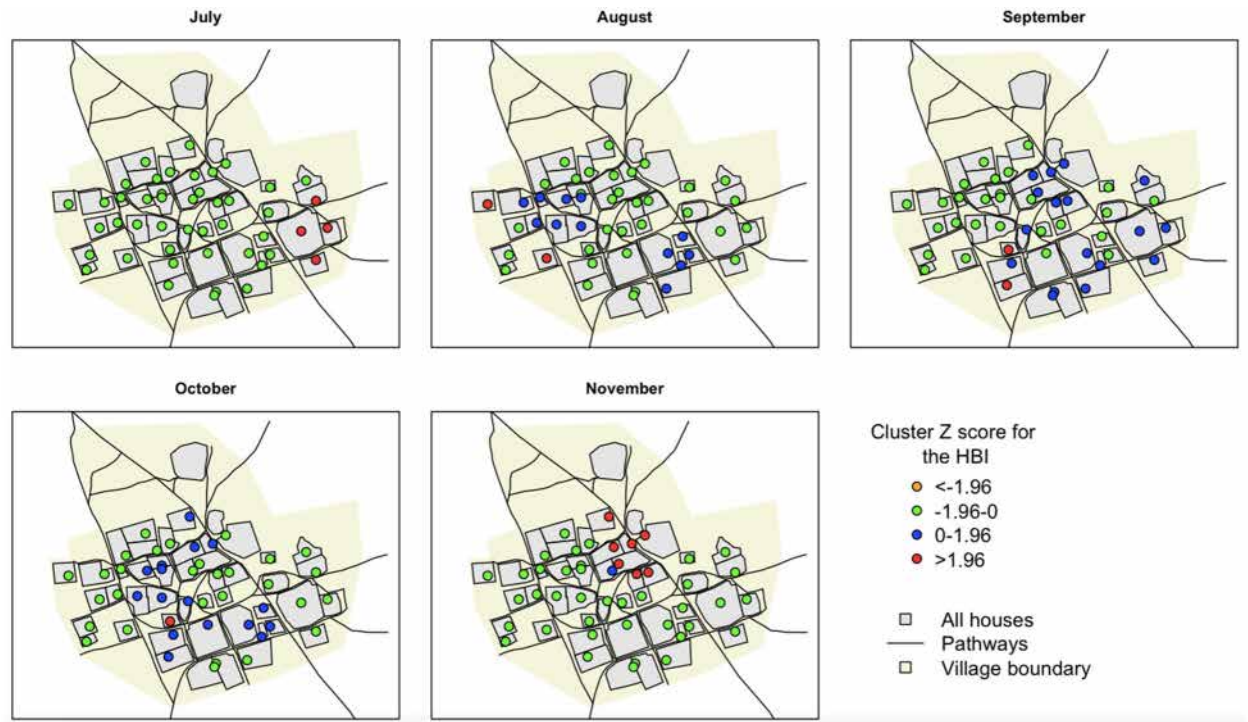 July
August
September
October
November
Cluster Z score for
the HBI
<-1.96
-1.96-0
0-1.96
>1.96
All houses
Pathways
Village boundary